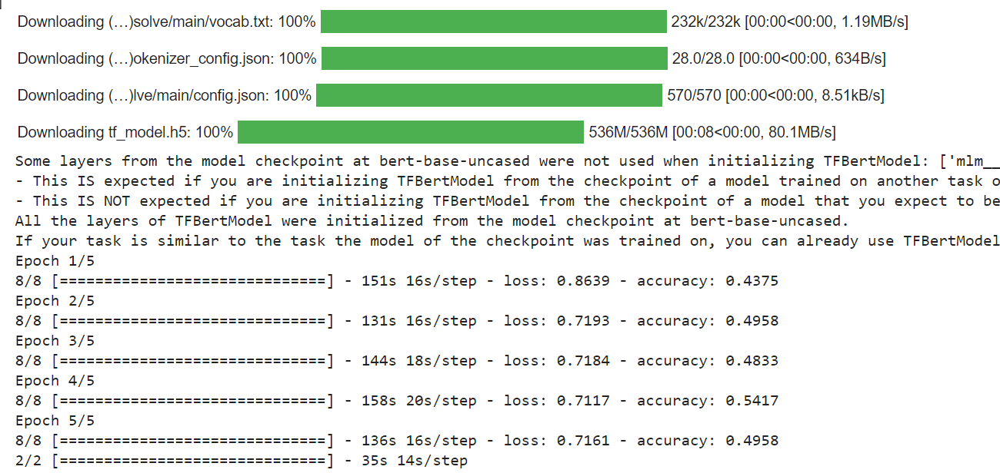 Downloading (…)solve/main/vocab.txt: 100% 232k/232k [00:00<00:00, 1.19MB/s]
Downloading (…)okenizer_config.json: 100% 28.0/28.0 [00:00<00:00, 634B/s]
Downloading (…)lve/main/config.json: 100% 570/570 [00:00<00:00, 8.51kB/s]
Downloading tf_model.h5: 100% 536M/536M [00:08<00:00, 80.1MB/s]
Some layers from the model checkpoint at bert-base-uncased were not used when initializing TFBertModel: ['mlm__
- This IS expected if you are initializing TFBertModel from the checkpoint of a model trained on another task o
- This IS NOT expected if you are initializing TFBertModel from the checkpoint of a model that you expect to be
All the layers of TFBertModel were initialized from the model checkpoint at bert-base-uncased.
If your task is similar to the task the model of the checkpoint was trained on, you can already use TFBertModel
Epoch 1/5
8/8 [==============================] - 151s 16s/step - loss: 0.8639 - accuracy: 0.4375
Epoch 2/5
8/8 [==============================] - 131s 16s/step - loss: 0.7193 - accuracy: 0.4958
Epoch 3/5
8/8 [==============================] - 144s 18s/step - loss: 0.7184 - accuracy: 0.4833
Epoch 4/5
8/8 [==============================] - 158s 20s/step - loss: 0.7117 - accuracy: 0.5417
Epoch 5/5
8/8 [==============================] - 136s 16s/step - loss: 0.7161 - accuracy: 0.4958
2/2 [==============================] - 35s 14s/step